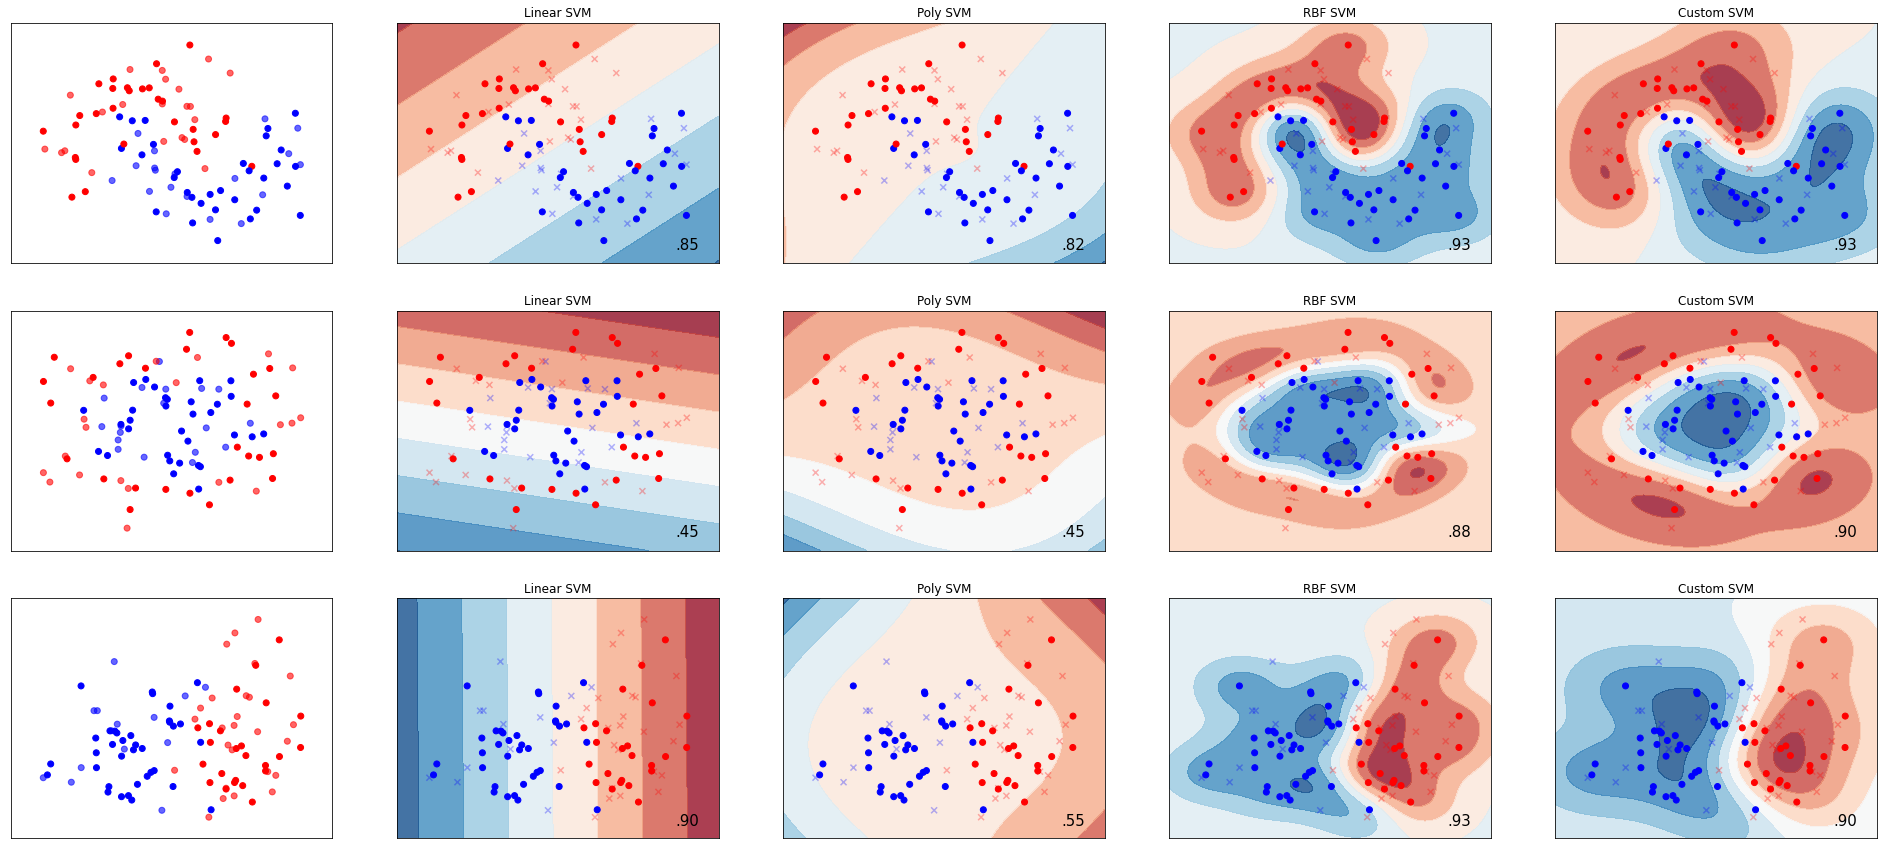 Linear SVM
Poly SVM
RBF SVM
Custom SVM
.85
.82
.93
.93
Linear SVM
Poly SVM
RBF SVM
Custom SVM
.45
.45
.88
.90
Linear SVM
Poly SVM
RBF SVM
Custom SVM
.90
.55
.93
.90